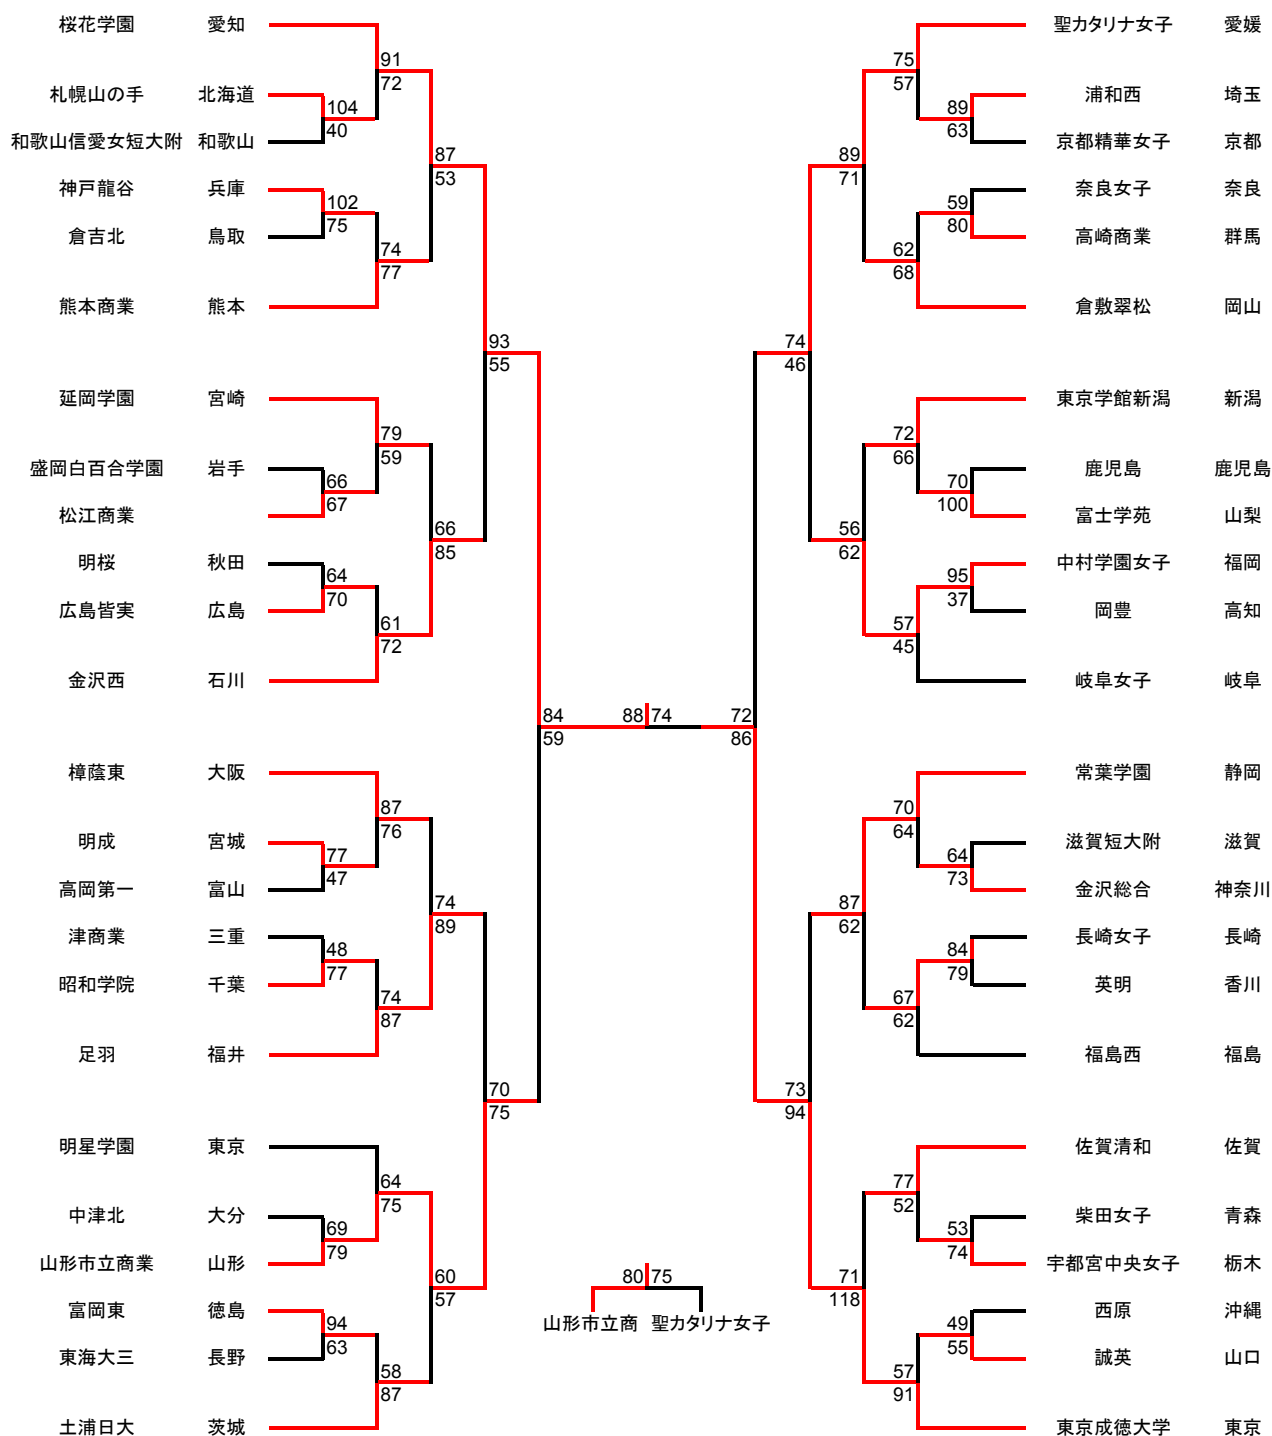 桜花学園 愛知
91
72
札幌山の手 北海道
104
40
和歌山信愛女短大附 和歌山
87
53
神戸龍谷 兵庫
102
75
倉吉北 鳥取
74
77
熊本商業 熊本
93
55
延岡学園 宮崎
79
59
盛岡白百合学園 岩手
66
67
松江商業
66
85
明桜 秋田
64
70
広島皆実 広島
61
72
金沢西 石川
84
59
樟蔭東 大阪
87
76
明成 宮城
77
47
高岡第一 富山
74
89
津商業 三重
48
77
昭和学院 千葉
74
87
足羽 福井
70
75
明星学園 東京
64
75
中津北 大分
69
79
山形市立商業 山形
60
57
富岡東 徳島
94
63
東海大三 長野
58
87
土浦日大 茨城
88 74
80 75
山形市立商 聖カタリナ女子
聖カタリナ女子 愛媛
75
57
浦和西 埼玉
89
63
京都精華女子 京都
89
71
奈良女子 奈良
59
80
高崎商業 群馬
62
68
倉敷翠松 岡山
74
46
東京学館新潟 新潟
72
66
鹿児島 鹿児島
70
100
富士学苑 山梨
56
62
中村学園女子 福岡
95
37
岡豊 高知
57
45
岐阜女子 岐阜
72
86
常葉学園 静岡
70
64
滋賀短大附 滋賀
64
73
金沢総合 神奈川
87
62
長崎女子 長崎
84
79
英明 香川
67
62
福島西 福島
73
94
佐賀清和 佐賀
77
52
柴田女子 青森
53
74
宇都宮中央女子 栃木
71
118
西原 沖縄
49
55
誠英 山口
57
91
東京成徳大学 東京